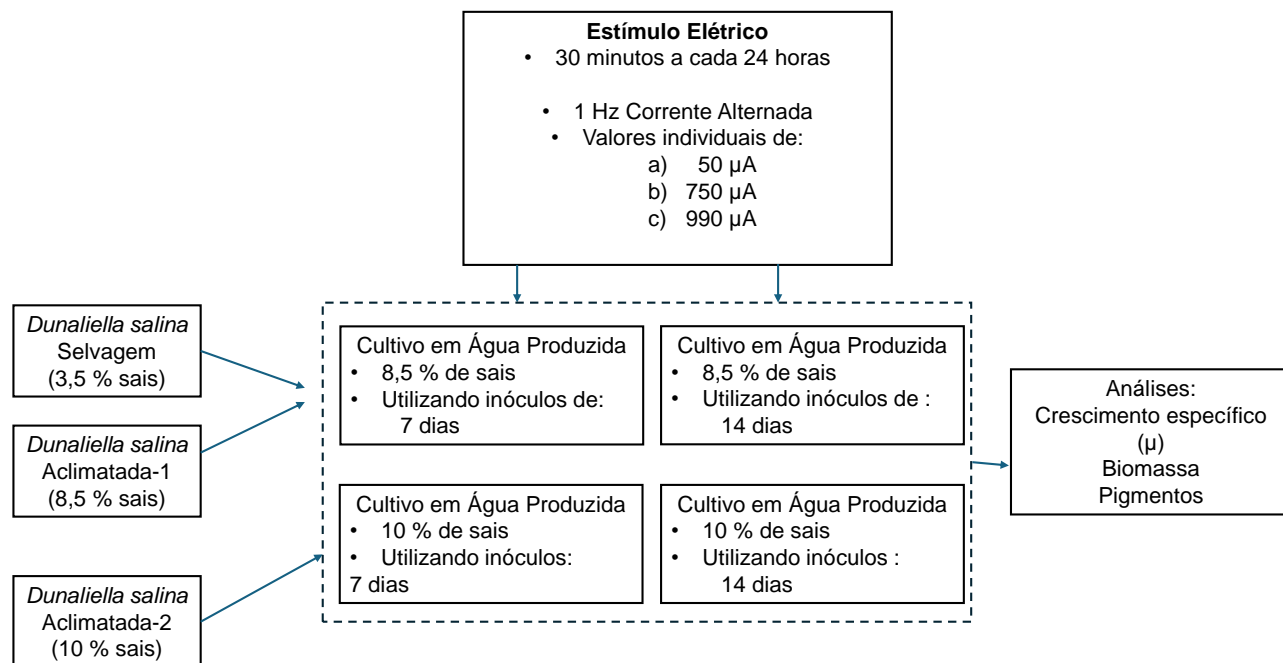 Estímulo Elétrico
• 30 minutos a cada 24 horas
• 1 Hz Corrente Alternada
• Valores individuais de:
a) 50 µA
b) 750 µA
c) 990 µA
Dunaliella salina
Selvagem
(3,5 % sais)
Dunaliella salina
Aclimatada-1
(8,5 % sais)
Dunaliella salina
Aclimatada-2
(10 % sais)
Cultivo em Água Produzida
• 8,5 % de sais
• Utilizando inóculos de:
7 dias
Cultivo em Água Produzida
• 8,5 % de sais
• Utilizando inóculos de :
14 dias
Cultivo em Água Produzida
• 10 % de sais
• Utilizando inóculos:
7 dias
Cultivo em Água Produzida
• 10 % de sais
• Utilizando inóculos :
14 dias
Análises:
Crescimento específico
(µ)
Biomassa
Pigmentos